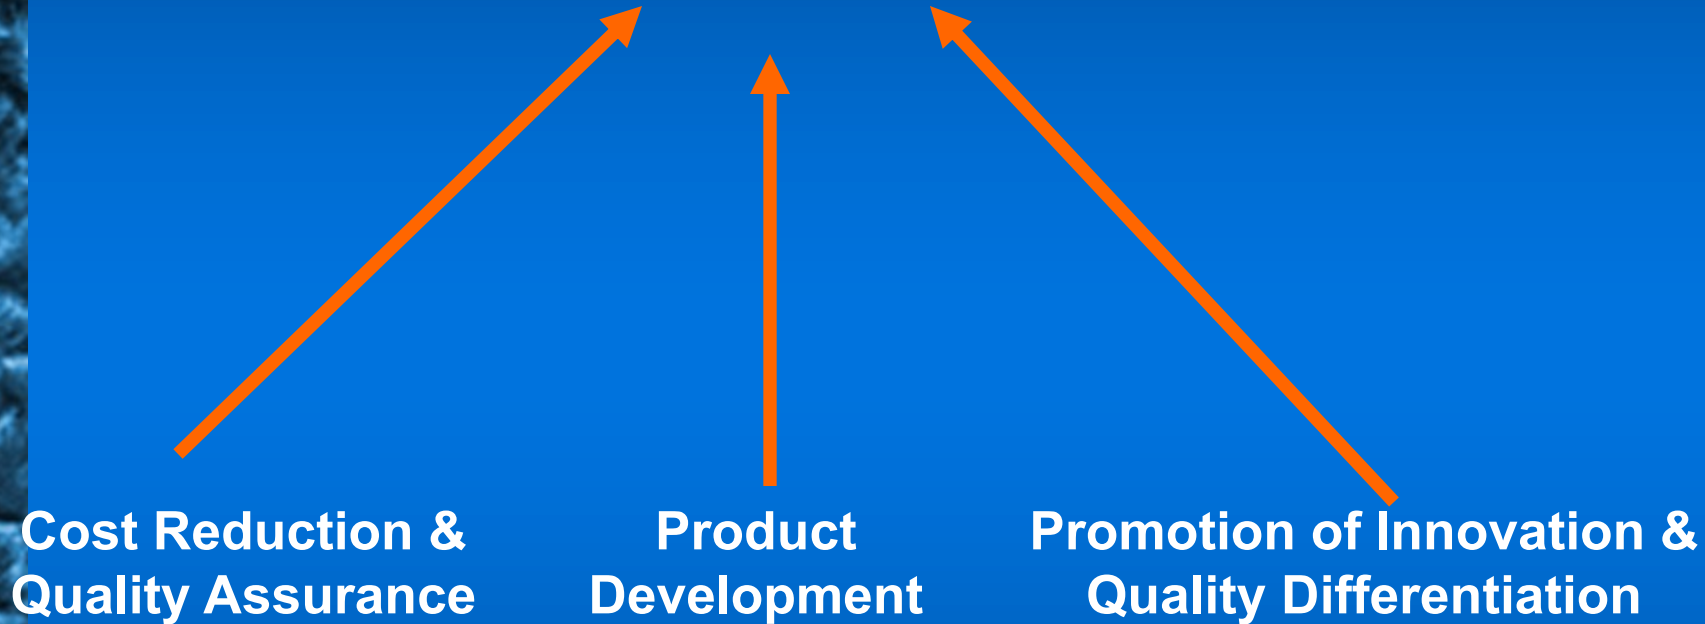 Cost Reduction &
Quality Assurance
Product
Development
Promotion of Innovation &
Quality Differentiation